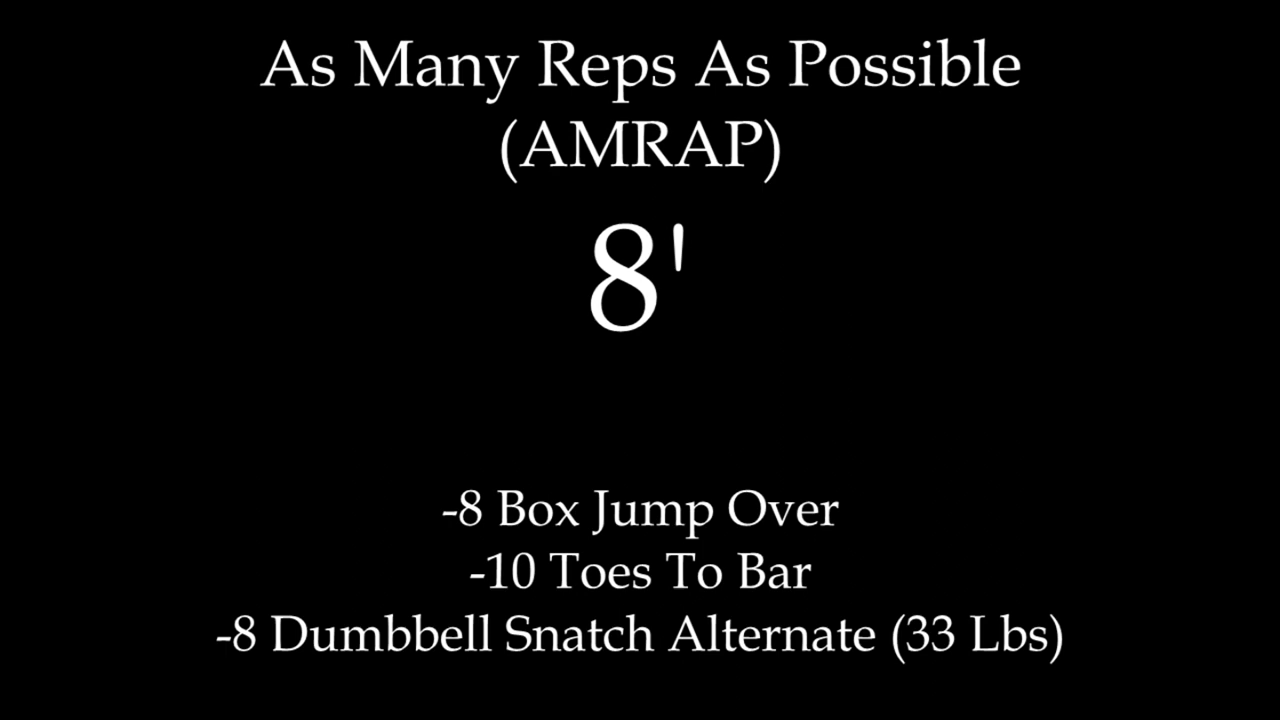 As Many Reps As Possible
(AMRAP)
8'
-8 Box Jump Over
-10 Toes To Bar
-8 Dumbbell Snatch Alternate (33 Lbs)